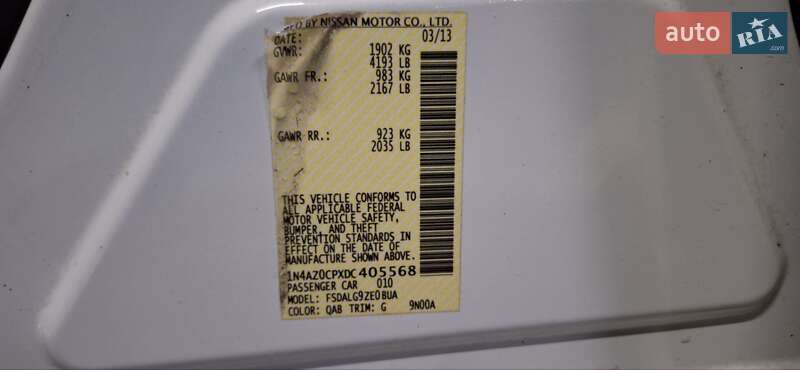 MFD BY NISSAN MOTOR CO., LTD.
DATE: 03/13
GVWR: 1902 KG
4193 LB
GAWR FR.: 983 KG
2167 LB
GAWR RR.: 923 KG
2035 LB
THIS VEHICLE CONFORMS TO
ALL APPLICABLE FEDERAL
MOTOR VEHICLE SAFETY,
BUMPER, AND THEFT
PREVENTION STANDARDS IN
EFFECT ON THE DATE OF
MANUFACTURE SHOWN ABOVE.
1N4AZ0CPXDC405568
PASSENGER CAR 010
MODEL: FSDALG9ZE0BUA
COLOR: QAB TRIM: G 9N00A
auto RIA
.com